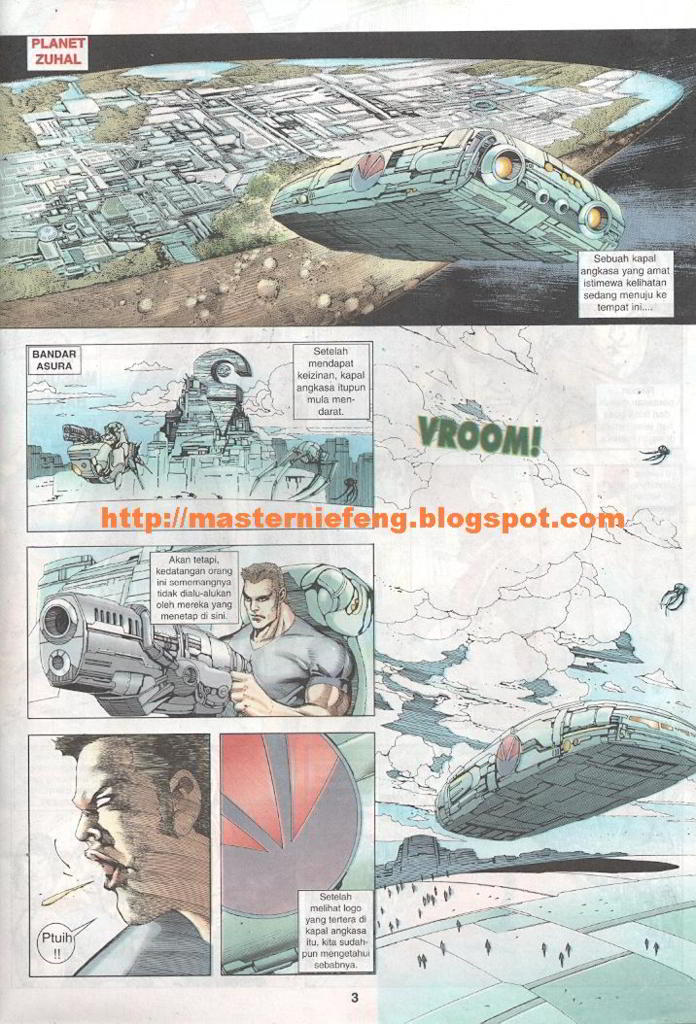 PLANET
ZUHAL
Sebuah kapal
angkasa yang amat
istimewa kelihatan
sedang menuju ke
tempat ini....
BANDAR
ASURA
Setelah
mendapat
keizinan, kapal
angkasa itupun
mula men-
darat.
VROOM!
http://masterniefeng.blogspot.com
Akan tetapi,
kedatangan orang
ini sememangnya
tidak dialu-alukan
oleh mereka yang
menetap di sini.
Ptuih
!!
Setelah
melihat logo
yang tertera di
kapal angkasa
itu, kita sudah-
pun mengetahui
sebabnya.
3